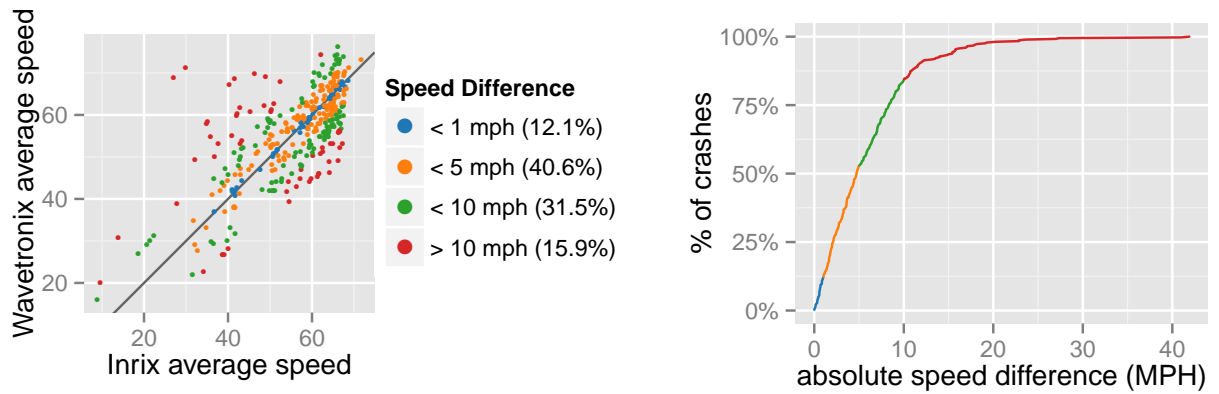 Wavetronix average speed
60
40
20
20 40 60
Inrix average speed
Speed Difference
< 1 mph (12.1%)
< 5 mph (40.6%)
< 10 mph (31.5%)
> 10 mph (15.9%)
% of crashes
100%
75%
50%
25%
0%
0 10 20 30 40
absolute speed difference (MPH)